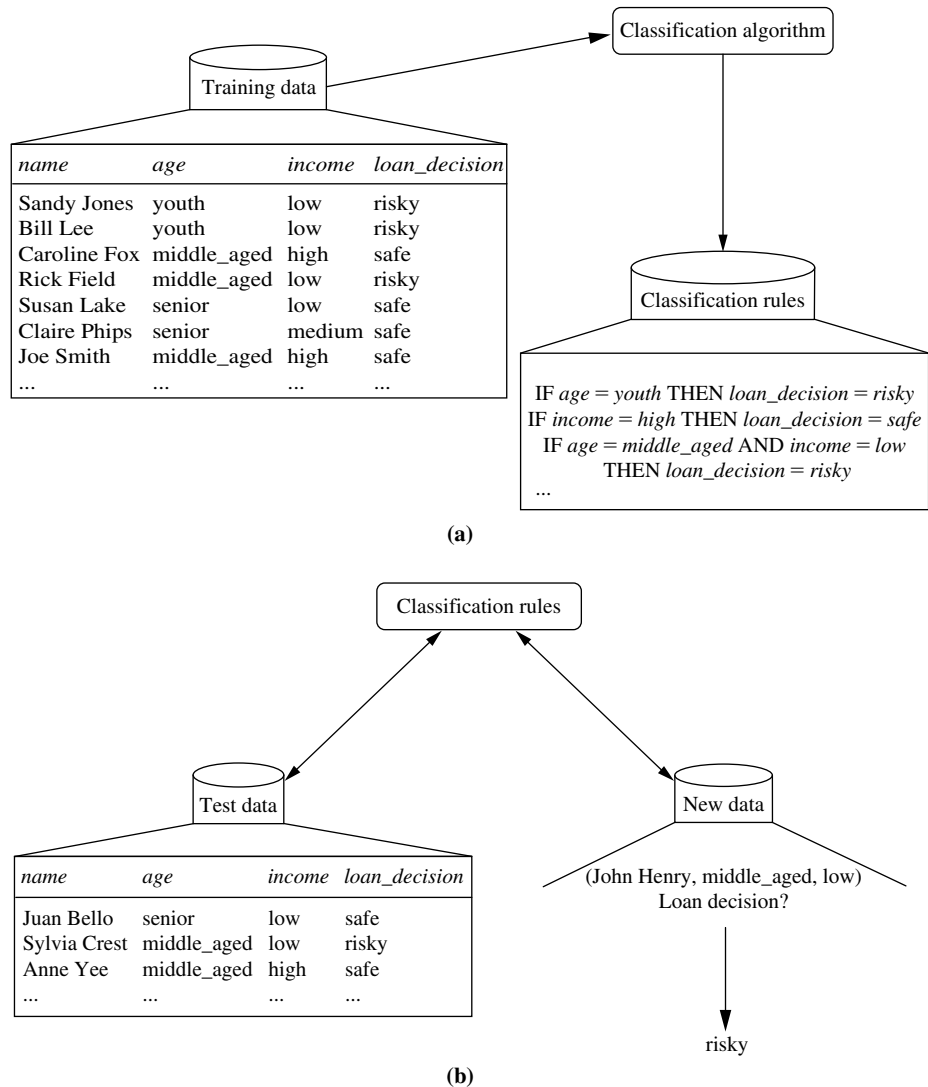 Classification algorithm
Training data
name age income loan_decision
Sandy Jones youth low risky
Bill Lee youth low risky
Caroline Fox middle_aged high safe
Rick Field middle_aged low risky
Susan Lake senior low safe
Claire Phips senior medium safe
Joe Smith middle_aged high safe
... ... ... ...
Classification rules
IF age = youth THEN loan_decision = risky
IF income = high THEN loan_decision = safe
IF age = middle_aged AND income = low
THEN loan_decision = risky
...
(a)
Classification rules
Test data
name age income loan_decision
Juan Bello senior low safe
Sylvia Crest middle_aged low risky
Anne Yee middle_aged high safe
... ... ... ...
New data
(John Henry, middle_aged, low)
Loan decision?
risky
(b)